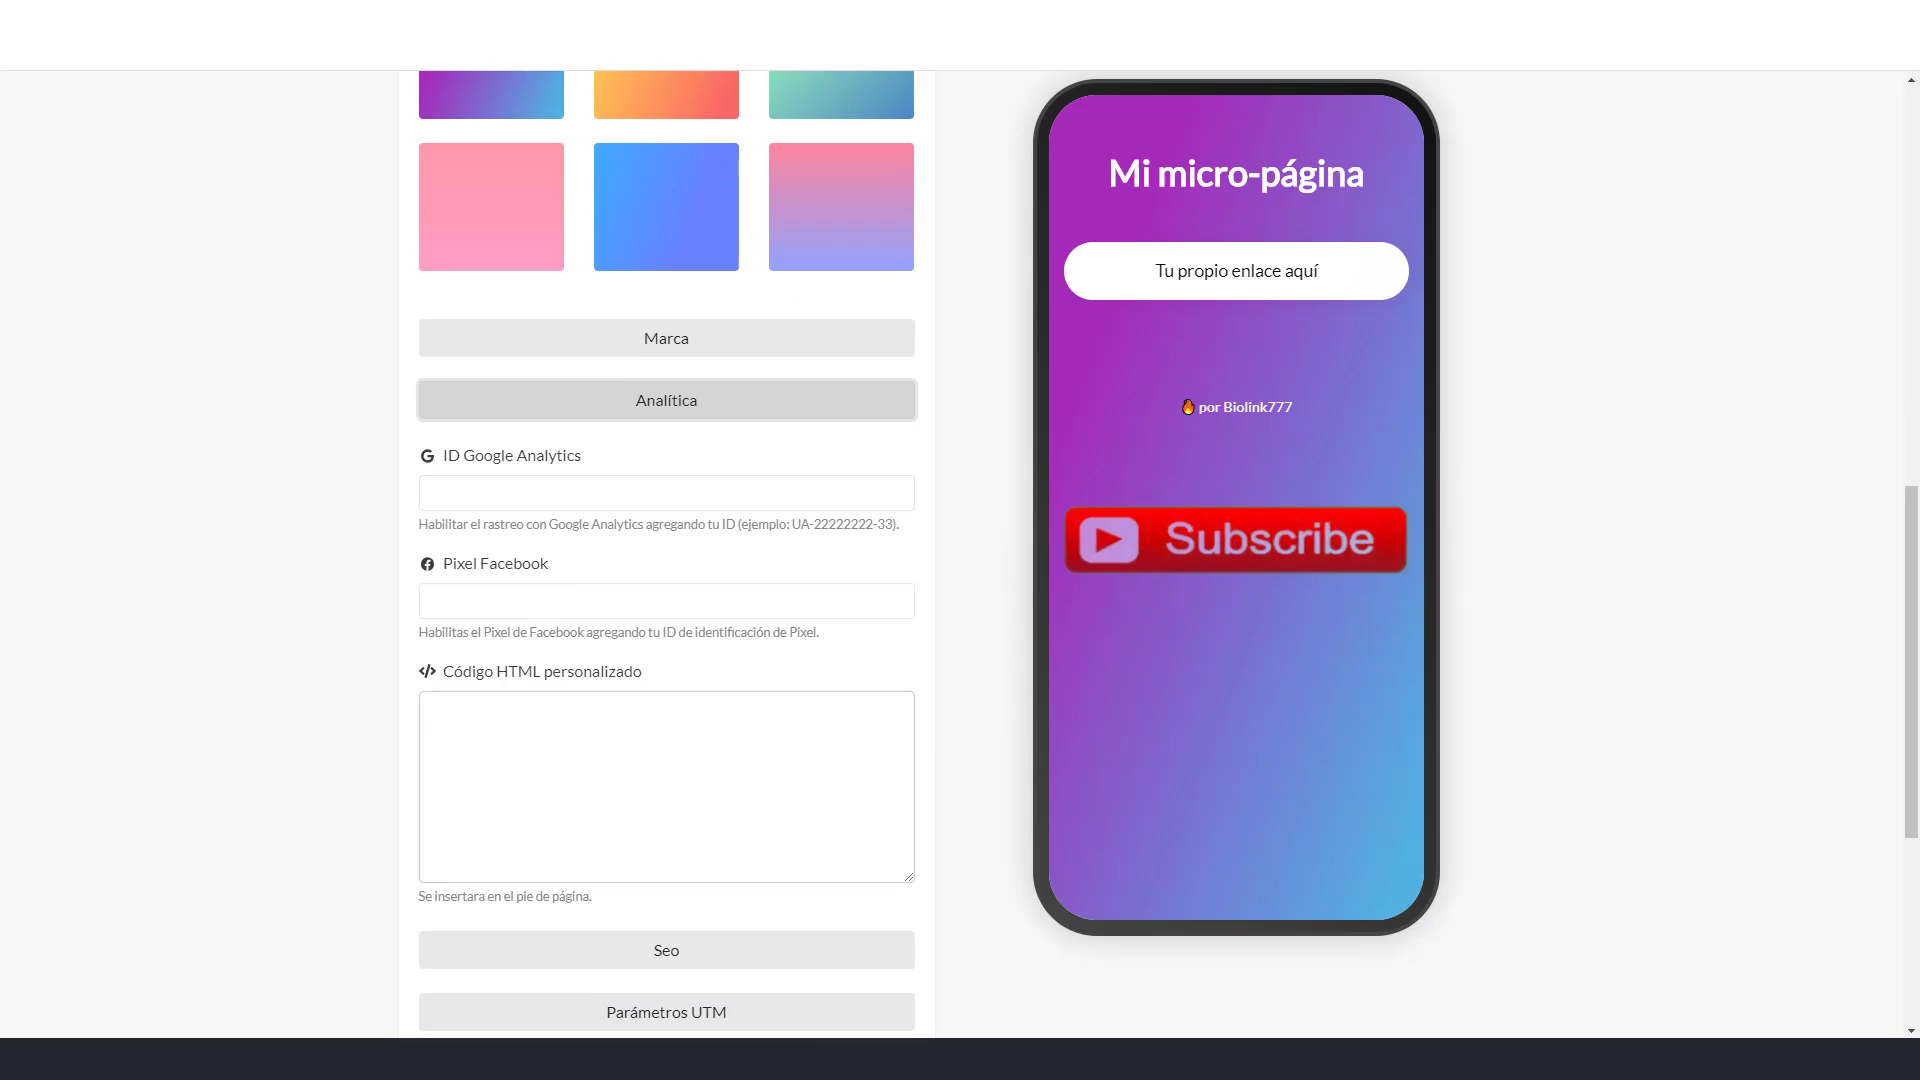 Marca
Analítica
ID Google Analytics
Habilitar el rastreo con Google Analytics agregando tu ID (ejemplo: UA-22222222-33).
Pixel Facebook
Habilitas el Pixel de Facebook agregando tu ID de identificación de Pixel.
Código HTML personalizado
Se insertara en el pie de página.
Seo
Parámetros UTM
Mi micro-página
Tu propio enlace aquí
por Biolink777
Subscribe